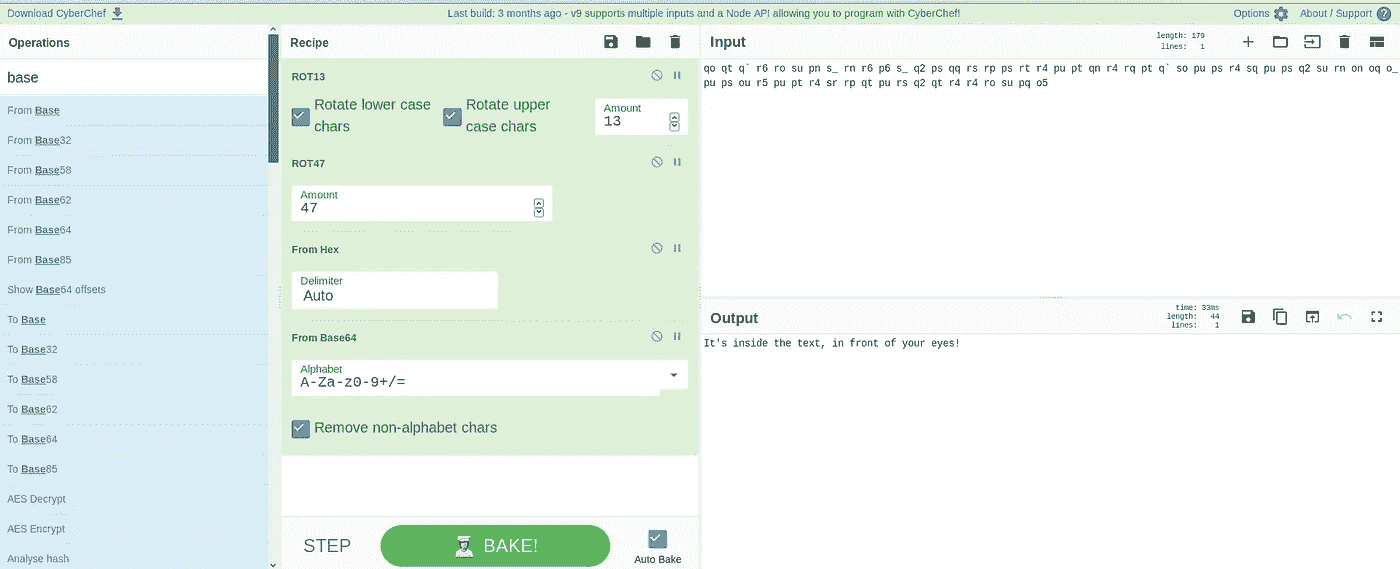 Download CyberChef
Last build: 3 months ago - v9 supports multiple inputs and a Node API allowing you to program with CyberChef!
Options
About / Support
Operations
base
From Base
From Base32
From Base58
From Base62
From Base64
From Base85
Show Base64 offsets
To Base
To Base32
To Base58
To Base62
To Base64
To Base85
AES Decrypt
AES Encrypt
Analyse hash
Recipe
ROT13
Rotate lower case
chars
Rotate upper
case chars
Amount
13
ROT47
Amount
47
From Hex
Delimiter
Auto
From Base64
Alphabet
A-Za-z0-9+/=
Remove non-alphabet chars
STEP
BAKE!
Auto Bake
Input
length: 179
lines: 1
qo qt q` r6 ro su pn s_ rn r6 p6 s_ q2 ps qq rs rp ps rt r4 pu pt qn r4 rq pt q` so pu ps r4 sq pu ps q2 su rn on oq o_
pu ps ou r5 pu pt r4 sr rp qt pu rs q2 qt r4 r4 ro su pq o5
Output
time: 33ms
length: 44
lines: 1
It's inside the text, in front of your eyes!